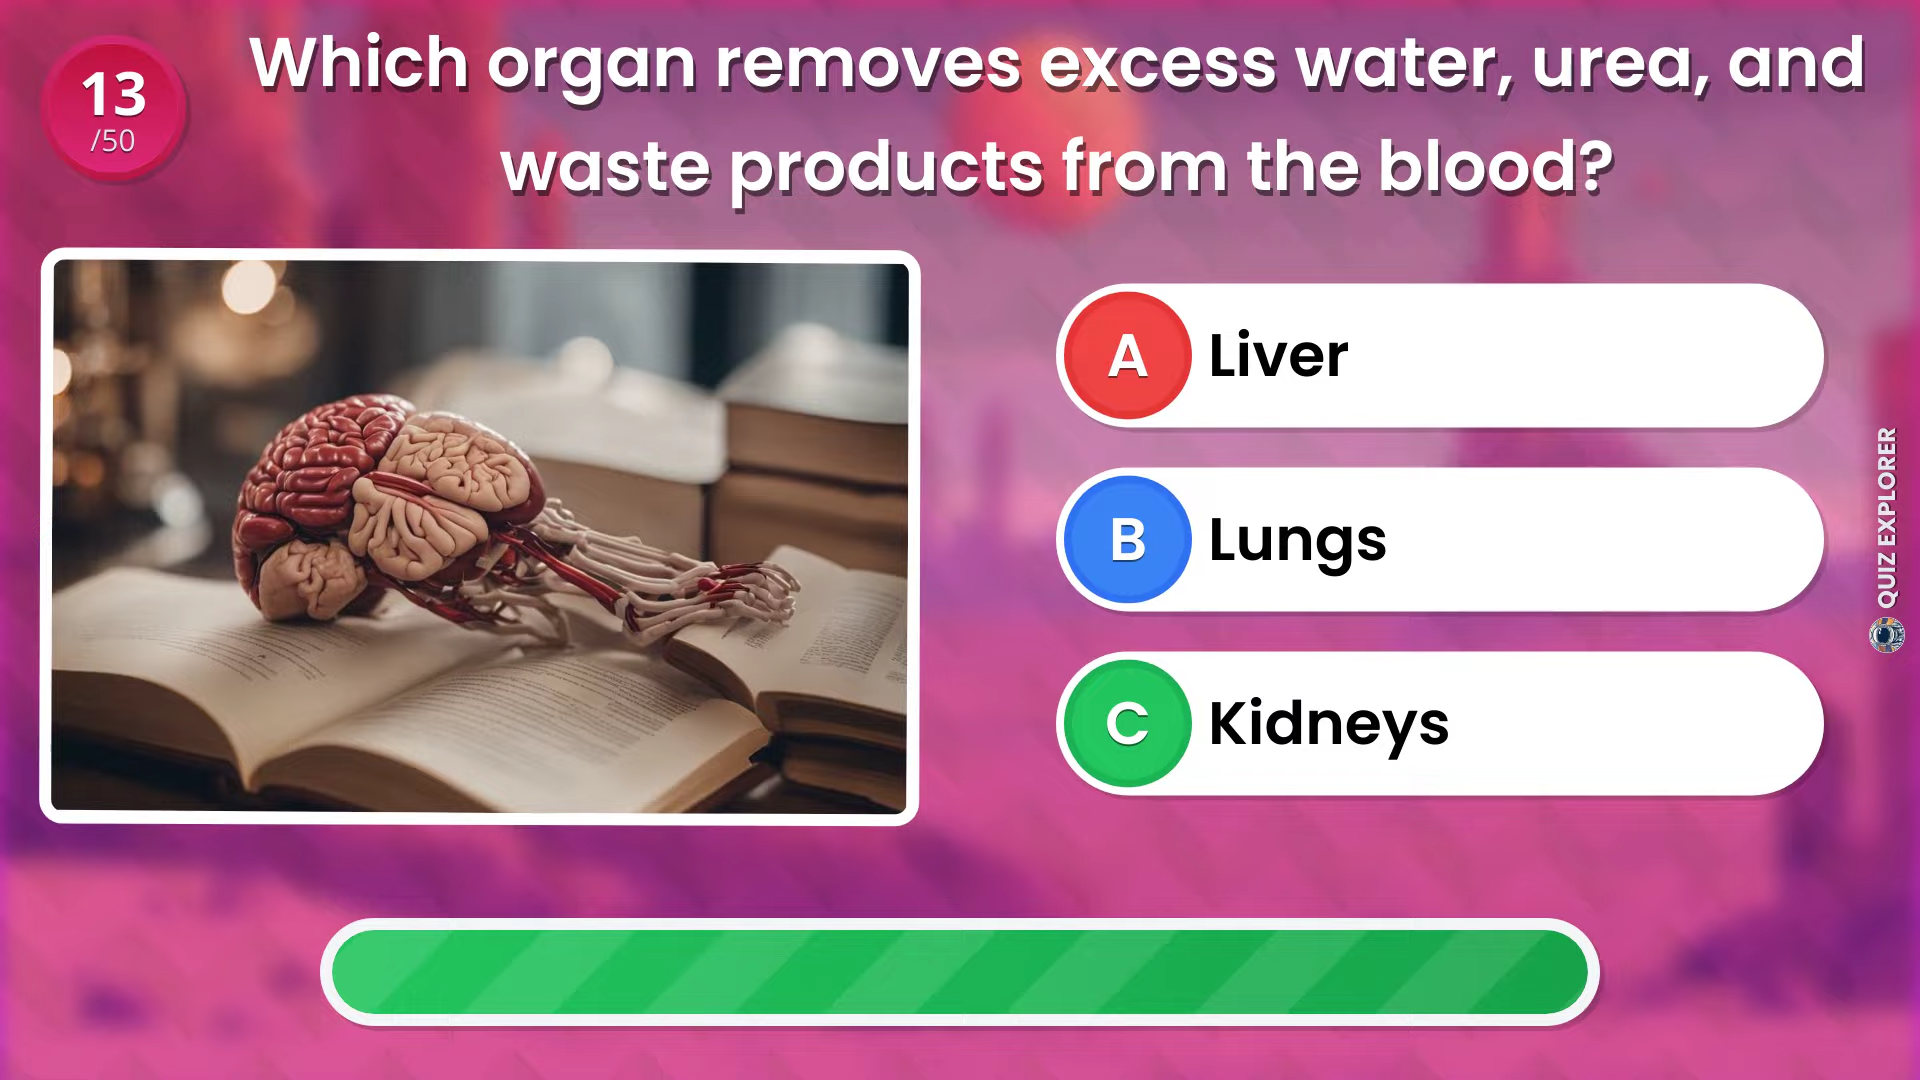 13
/50
Which organ removes excess water, urea, and
waste products from the blood?
A Liver
B Lungs
C Kidneys
QUIZ EXPLORER